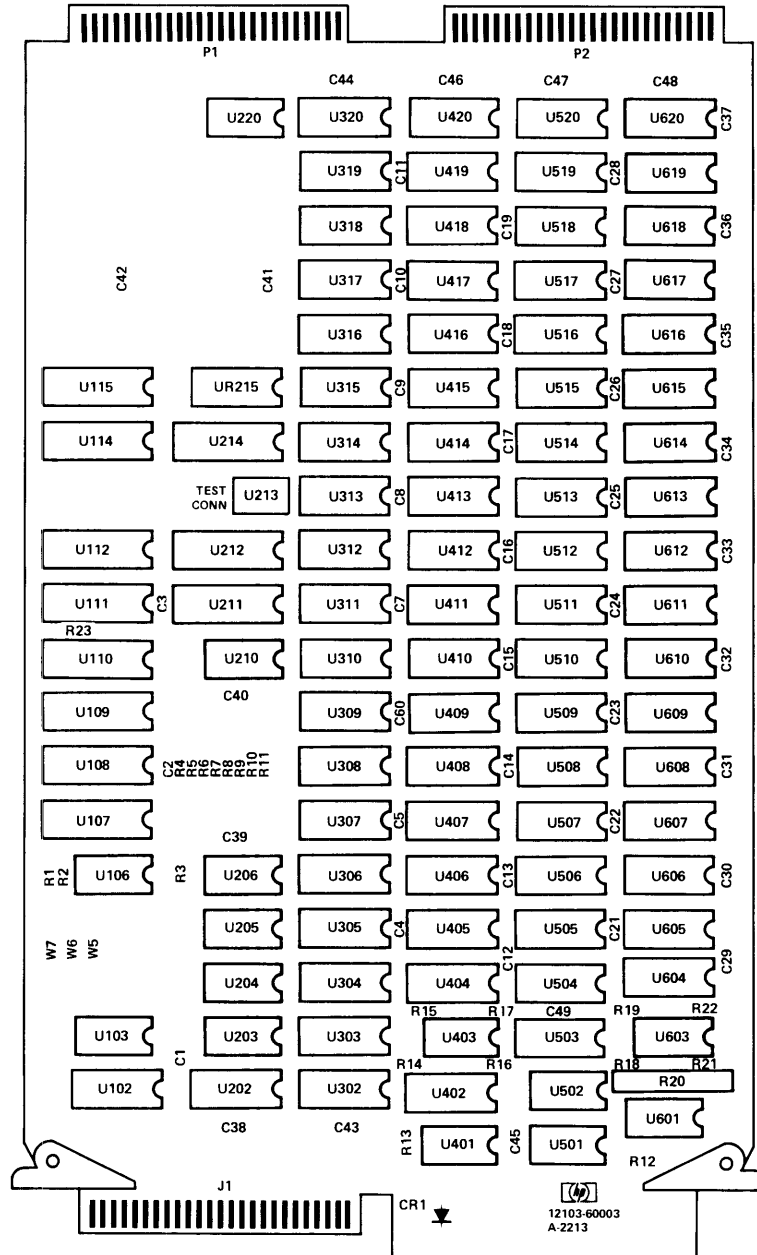 P1 P2
C44 C46 C47 C48
U220 U320 U420 U520 U620 C37
U319 C11 U419 U519 C28 U619
U318 U418 C19 U518 U618 C36
C42 C41 U317 C10 U417 U517 C27 U617
U316 U416 C18 U516 U616 C35
U115 UR215 U315 C9 U415 U515 C26 U615
U114 U214 U314 U414 C17 U514 U614 C34
TEST
CONN U213 U313 C8 U413 U513 C25 U613
U112 U212 U312 U412 C16 U512 U612 C33
U111 C3 U211 U311 C7 U411 U511 C24 U611
R23
U110 U210 U310 U410 C15 U510 U610 C32
C40
U109 U309 C60 U409 U509 C23 U609
U108 C2 R4 R5 R6 R7 R8 R9 R10 R11 U308 U408 C14 U508 U608 C31
U107 U307 C5 U407 U507 C22 U607
C39
R1 R2 U106 R3 U206 U306 U406 C13 U506 U606 C30
W7 W6 W5 U205 U305 C4 U405 U505 C21 U605
U204 U304 U404 C12 U504 U604 C29
R15 R17 C49 R19 R22
U103 U203 U303 U403 U503 U603
C1 R14 R16 R18 R21
U102 U202 U302 U402 U502 R20
C38 C43 U601
R13 U401 C45 U501
R12
J1
CR1 hp
12103-60003
A-2213